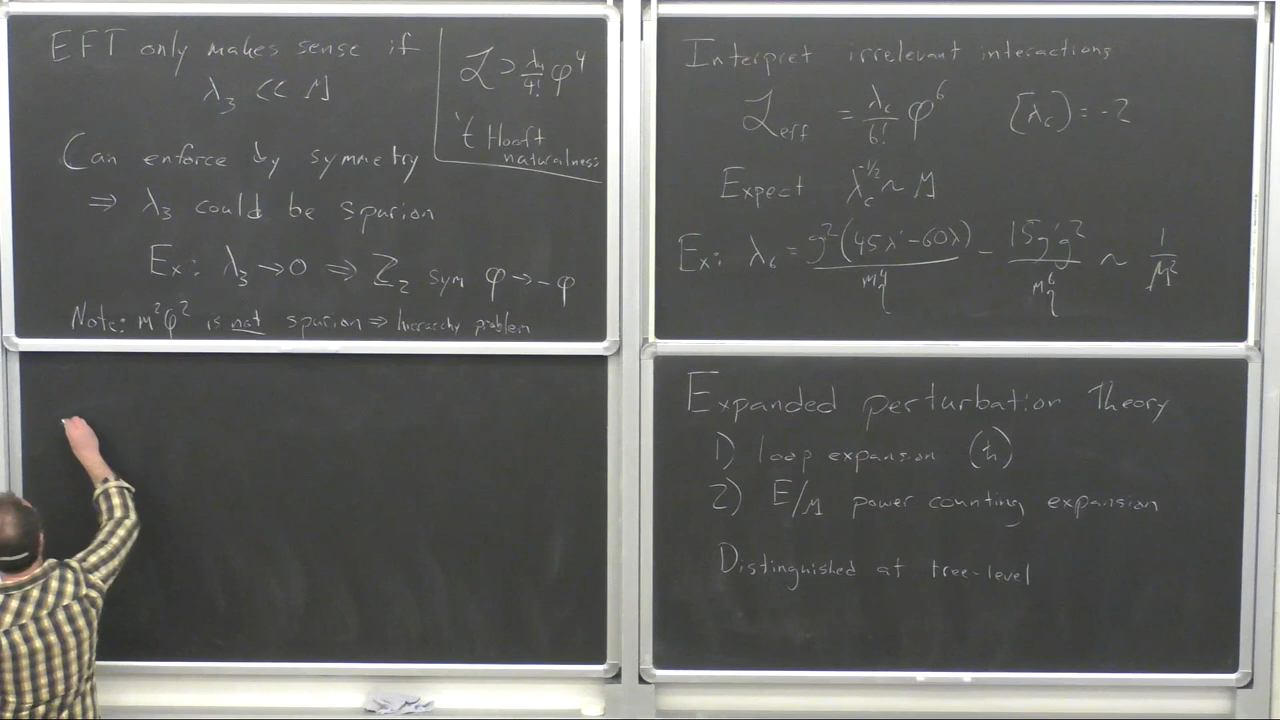 EFT only makes sense if
λ₃ << M
Can enforce by symmetry
⇒ λ₃ could be spurion
Ex: λ₃ → 0 ⇒ ℤ₂ sym φ → -φ
Note: m²φ² is not spurion ⇒ hierarchy problem
ℒ ⊃ λ₄/4! φ⁴
't Hooft
naturalness
Interpret irrelevant interactions
ℒ_eff = λ₆/6! φ⁶ [λ₆] = -2
Expect λ₆^(-1/2) ~ M
Ex: λ₆ = g²(45λ' - 60λ)/m_η⁴ - 15g'g²/m_η⁶ ~ 1/M²
Expanded perturbation theory
1) loop expansion (ħ)
2) E/M power counting expansion
Distinguished at tree-level